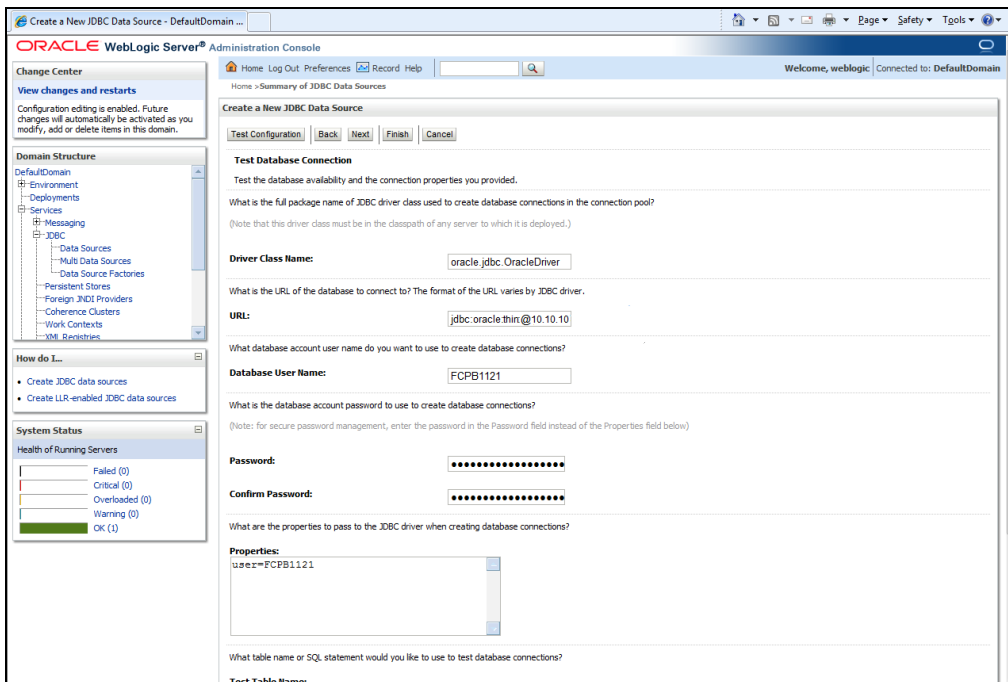 Create a New JDBC Data Source - DefaultDomain ...
Page Safety Tools
ORACLE WebLogic Server® Administration Console
Change Center
View changes and restarts
Configuration editing is enabled. Future
changes will automatically be activated as you
modify, add or delete items in this domain.
Domain Structure
DefaultDomain
Environment
Deployments
Services
Messaging
JDBC
Data Sources
Multi Data Sources
Data Source Factories
Persistent Stores
Foreign JNDI Providers
Coherence Clusters
Work Contexts
XML Registries
How do I...
Create JDBC data sources
Create LLR-enabled JDBC data sources
System Status
Health of Running Servers
Failed (0)
Critical (0)
Overloaded (0)
Warning (0)
OK (1)
Home Log Out Preferences Record Help
Welcome, weblogic Connected to: DefaultDomain
Home >Summary of JDBC Data Sources
Create a New JDBC Data Source
Test Configuration Back Next Finish Cancel
Test Database Connection
Test the database availability and the connection properties you provided.
What is the full package name of JDBC driver class used to create database connections in the connection pool?
(Note that this driver class must be in the classpath of any server to which it is deployed.)
Driver Class Name: oracle.jdbc.OracleDriver
What is the URL of the database to connect to? The format of the URL varies by JDBC driver.
URL: jdbc:oracle:thin:@10.10.10
What database account user name do you want to use to create database connections?
Database User Name: FCPB1121
What is the database account password to use to create database connections?
(Note: for secure password management, enter the password in the Password field instead of the Properties field below)
Password: ●●●●●●●●●●●●●●●●●●
Confirm Password: ●●●●●●●●●●●●●●●●●●
What are the properties to pass to the JDBC driver when creating database connections?
Properties:
user=FCPB1121
What table name or SQL statement would you like to use to test database connections?
Test Table Name: